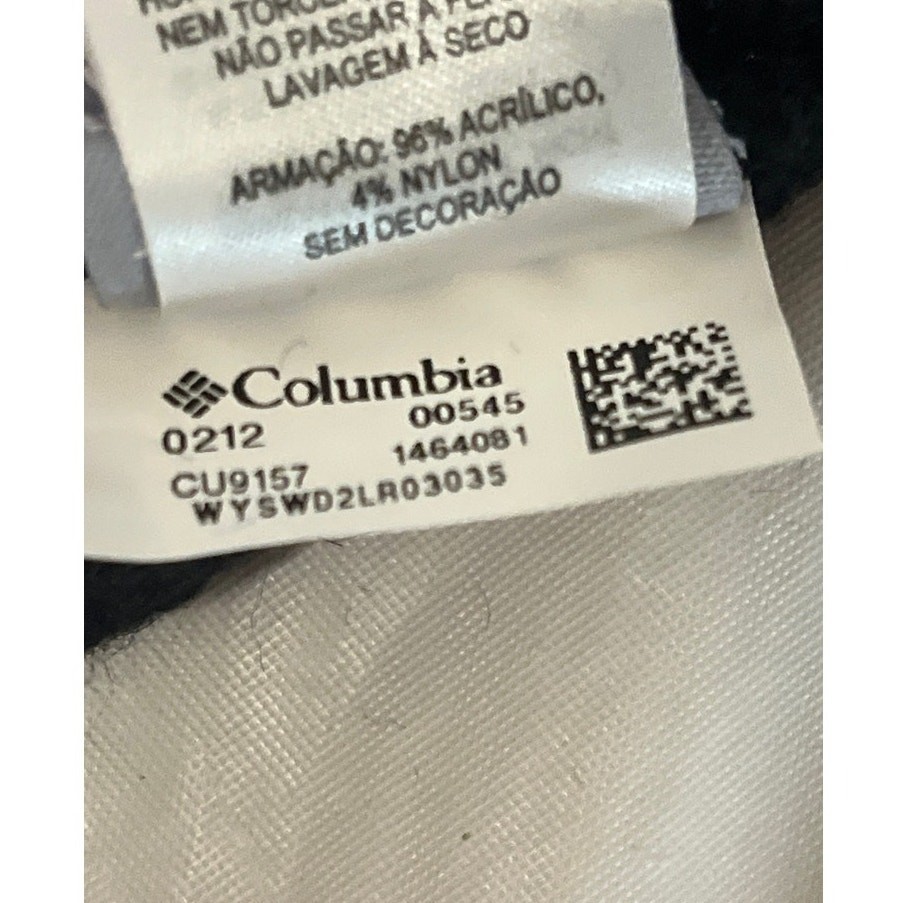 NEM TORCER
NÃO PASSAR A
LAVAGEM À SECO
ARMAÇÃO: 96% ACRÍLICO,
4% NYLON
SEM DECORAÇÃO
Columbia
0212 00545
CU9157 1464081
WYSWD2LR03035